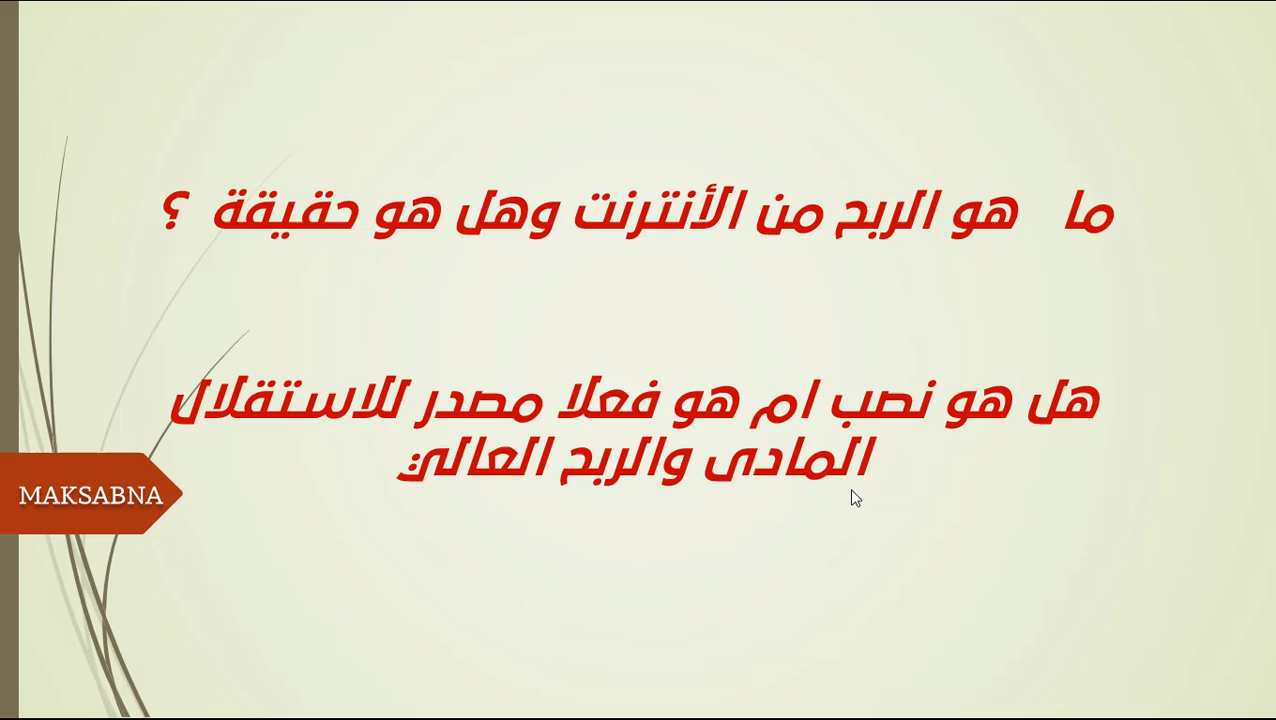 ما هو الربح من الأنترنت وهل هو حقيقة ؟
هل هو نصب ام هو فعلا مصدر للاستقلال
المادى والربح العالي
MAKSABNA